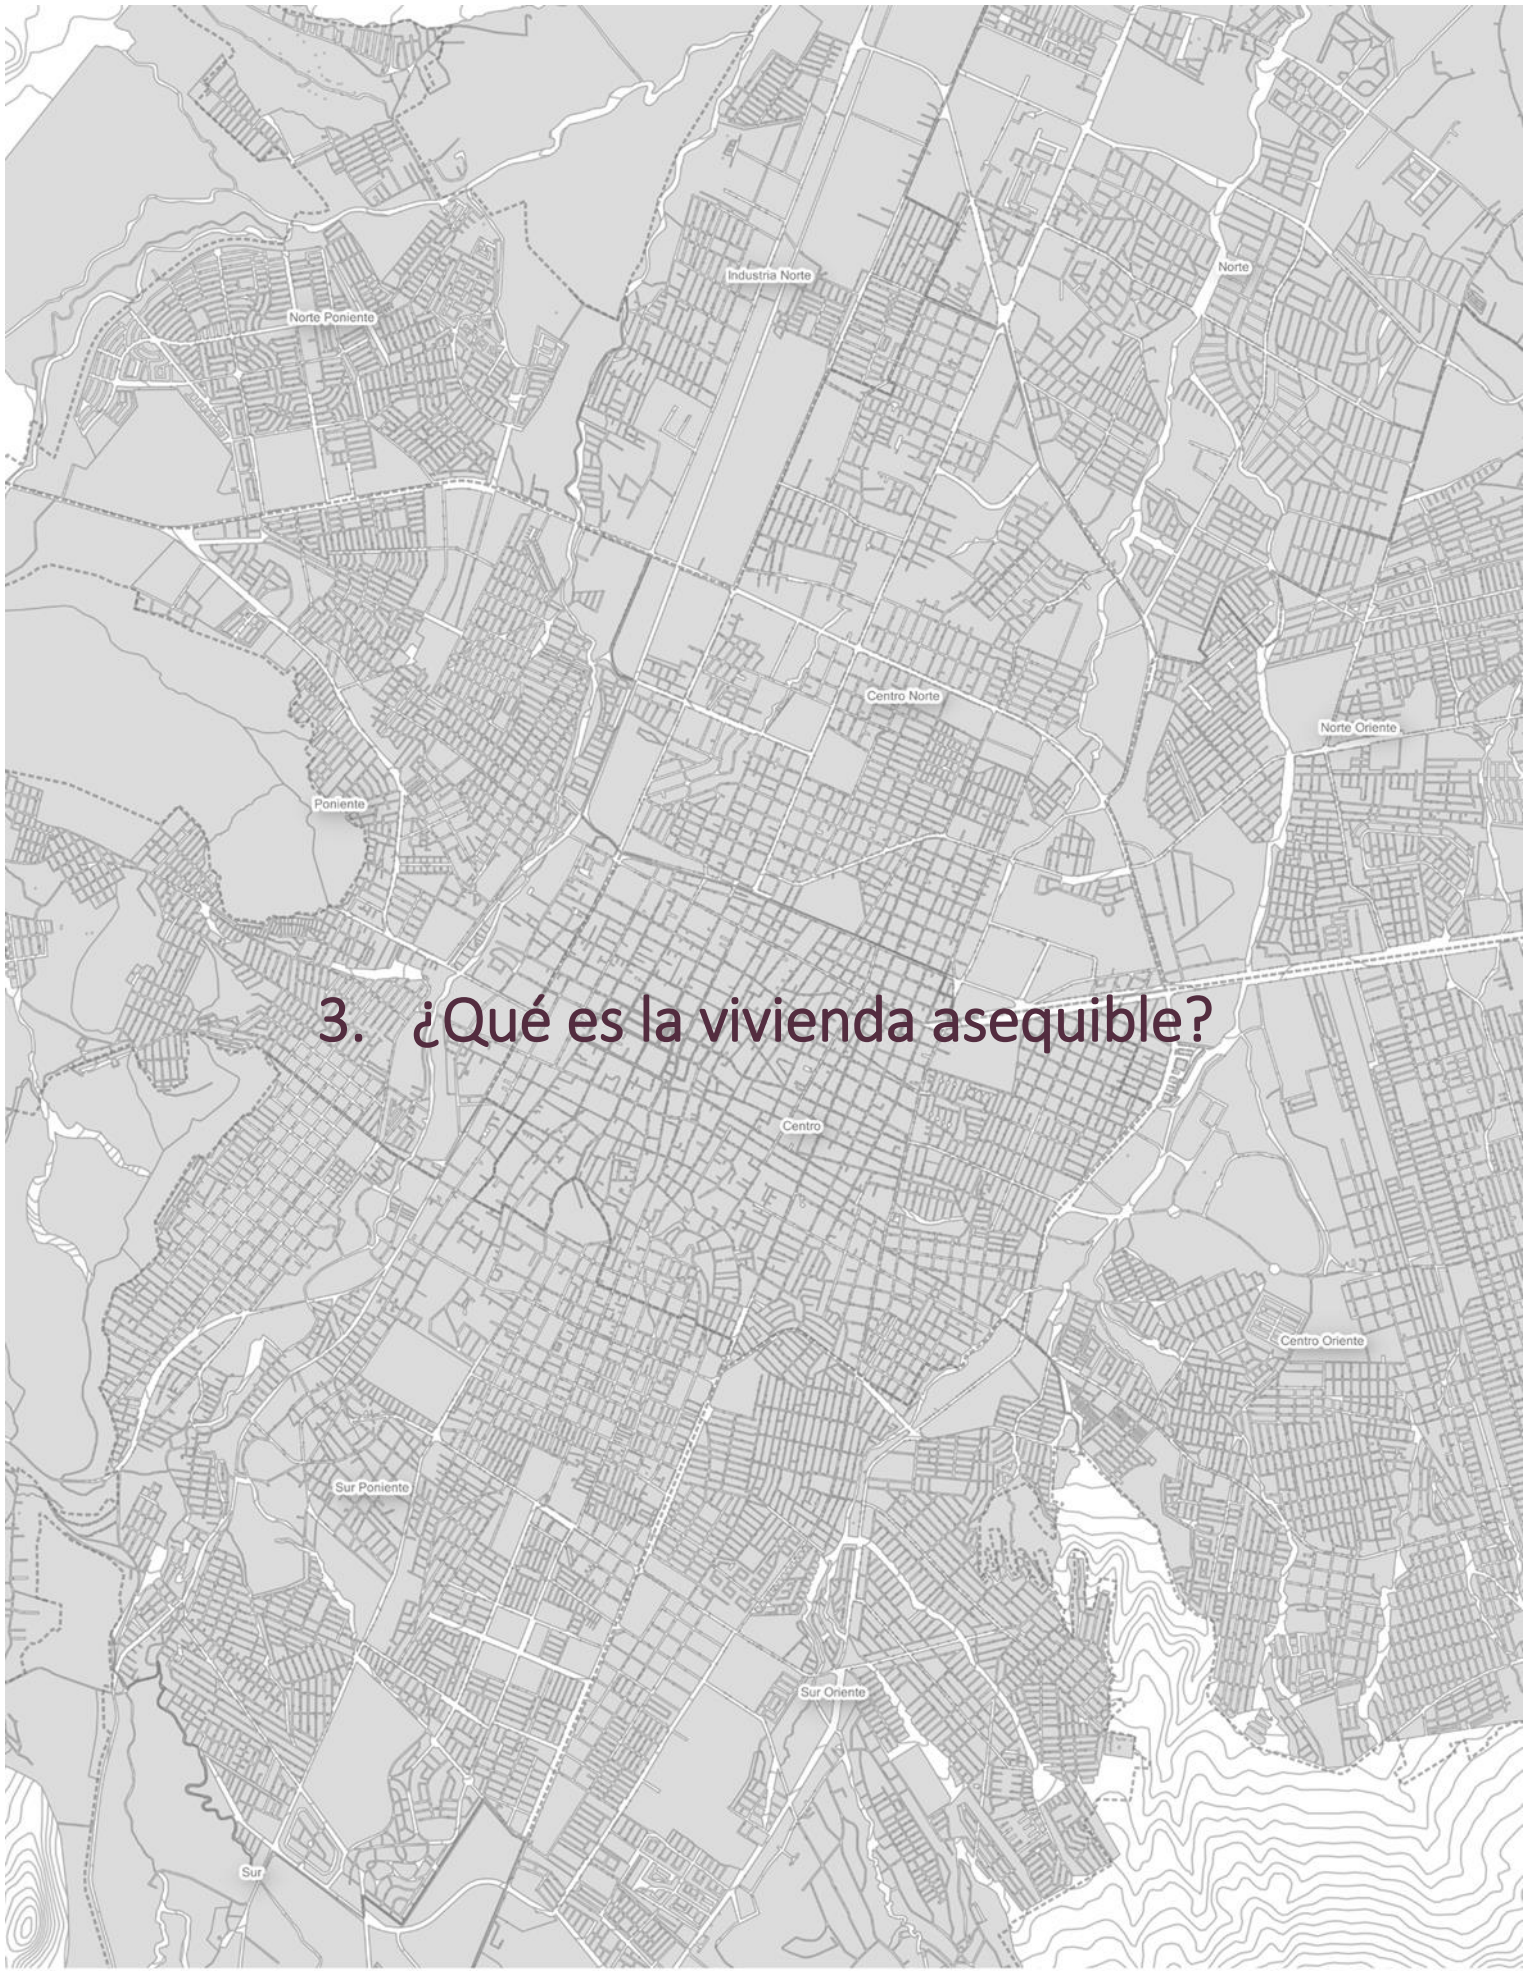 Industria Norte
Norte
Norte Poniente
Centro Norte
Norte Oriente
Poniente
3. ¿Qué es la vivienda asequible?
Centro
Centro Oriente
Sur Poniente
Sur Oriente
Sur